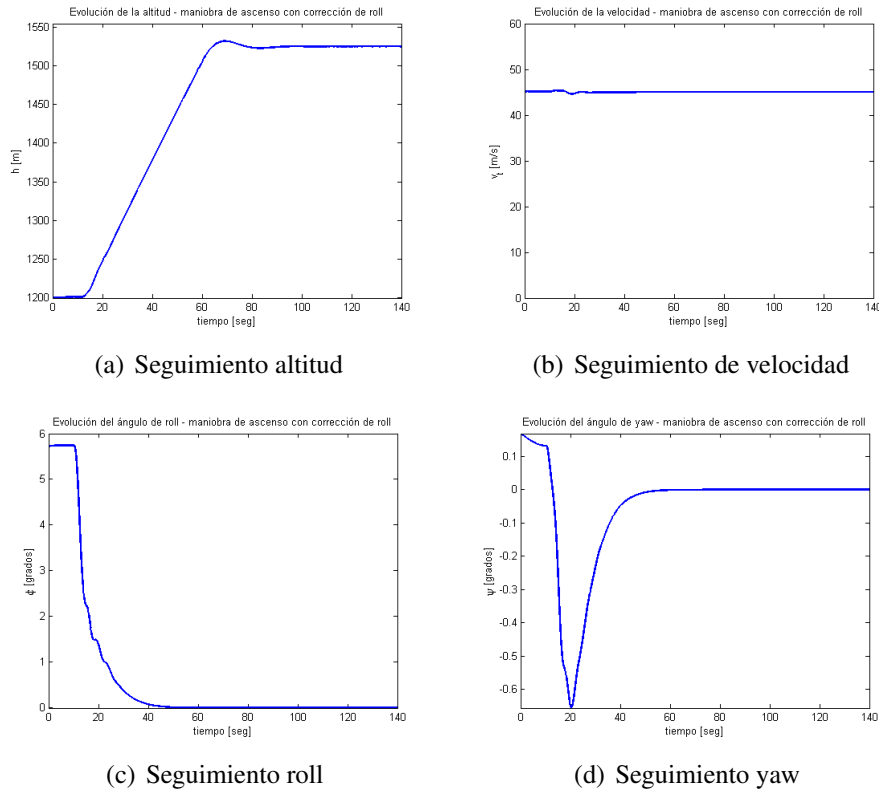 Evolución de la altitud - maniobra de ascenso con corrección de roll
1550
1500
1450
1400
1350
1300
1250
1200
h [m]
0 20 40 60 80 100 120 140
tiempo [seg]
(a) Seguimiento altitud
Evolución de la velocidad - maniobra de ascenso con corrección de roll
60
50
40
30
20
10
0
v_t [m/s]
0 20 40 60 80 100 120 140
tiempo [seg]
(b) Seguimiento de velocidad
Evolución del ángulo de roll - maniobra de ascenso con corrección de roll
6
5
4
3
2
1
0
ϕ [grados]
0 20 40 60 80 100 120 140
tiempo [seg]
(c) Seguimiento roll
Evolución del ángulo de yaw - maniobra de ascenso con corrección de roll
0.1
0
-0.1
-0.2
-0.3
-0.4
-0.5
-0.6
ψ [grados]
0 20 40 60 80 100 120 140
tiempo [seg]
(d) Seguimiento yaw